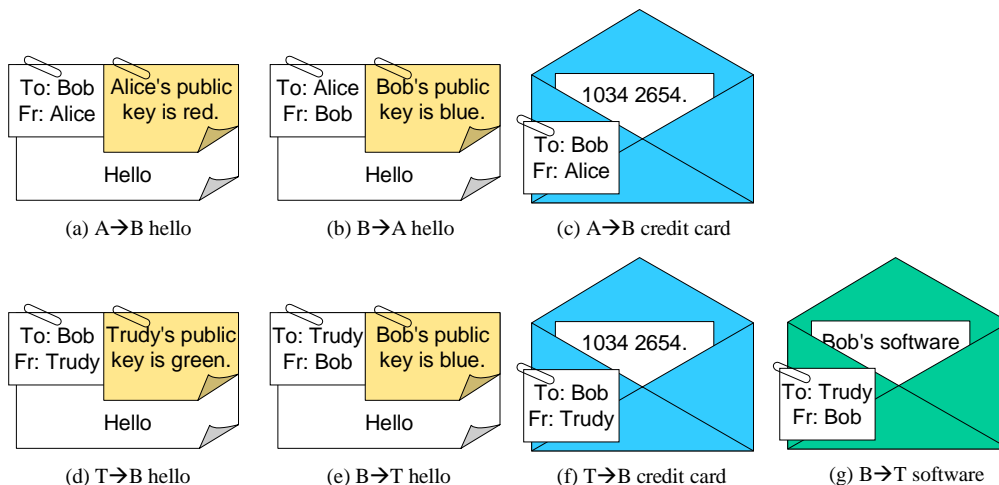 To: Bob
Fr: Alice
Alice's public
key is red.
Hello
(a) A→B hello
To: Alice
Fr: Bob
Bob's public
key is blue.
Hello
(b) B→A hello
1034 2654.
To: Bob
Fr: Alice
(c) A→B credit card
To: Bob
Fr: Trudy
Trudy's public
key is green.
Hello
(d) T→B hello
To: Trudy
Fr: Bob
Bob's public
key is blue.
Hello
(e) B→T hello
1034 2654.
To: Bob
Fr: Trudy
(f) T→B credit card
Bob's software
To: Trudy
Fr: Bob
(g) B→T software